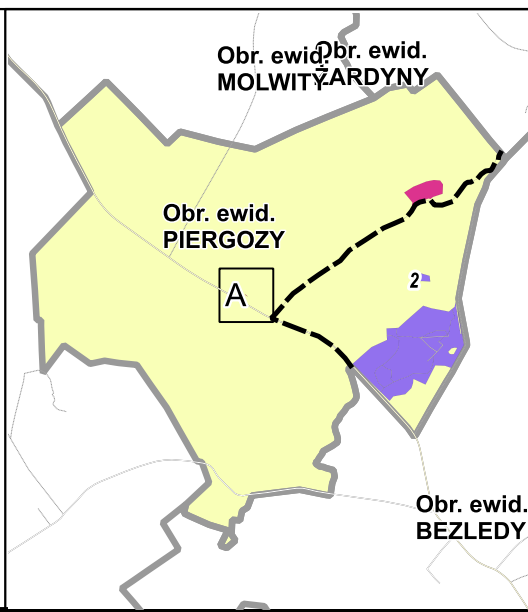 Obr. ewid.
MOLWITY
Obr. ewid.
ŻARDYNY
Obr. ewid.
PIERGOZY
A
2
Obr. ewid.
BEZLEDY